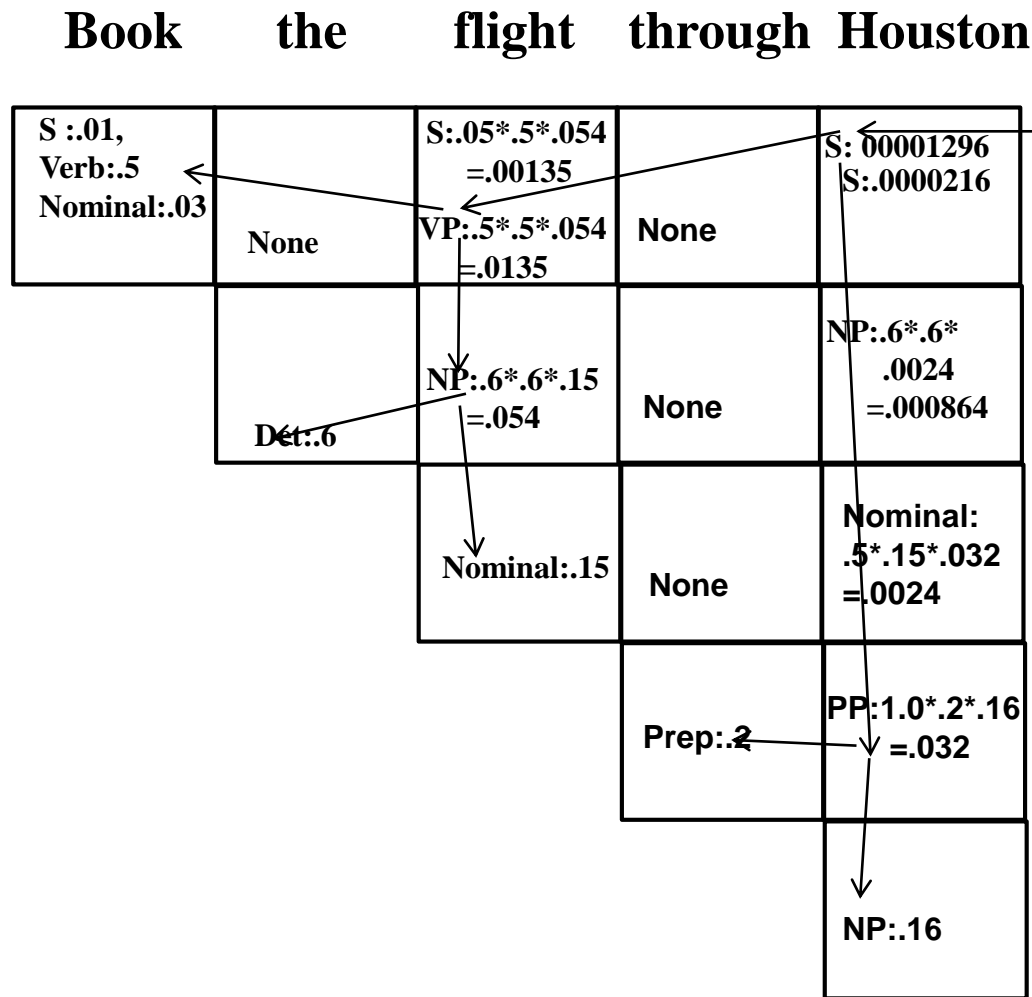 Book the flight through Houston
S :.01,
Verb:.5
Nominal:.03
None
S:.05*.5*.054
=.00135
VP:.5*.5*.054
=.0135
None
S: 00001296
S:.0000216
Det:.6
NP:.6*.6*.15
=.054
None
NP:.6*.6*
.0024
=.000864
Nominal:.15
None
Nominal:
.5*.15*.032
=.0024
Prep:.2
PP:1.0*.2*.16
=.032
NP:.16